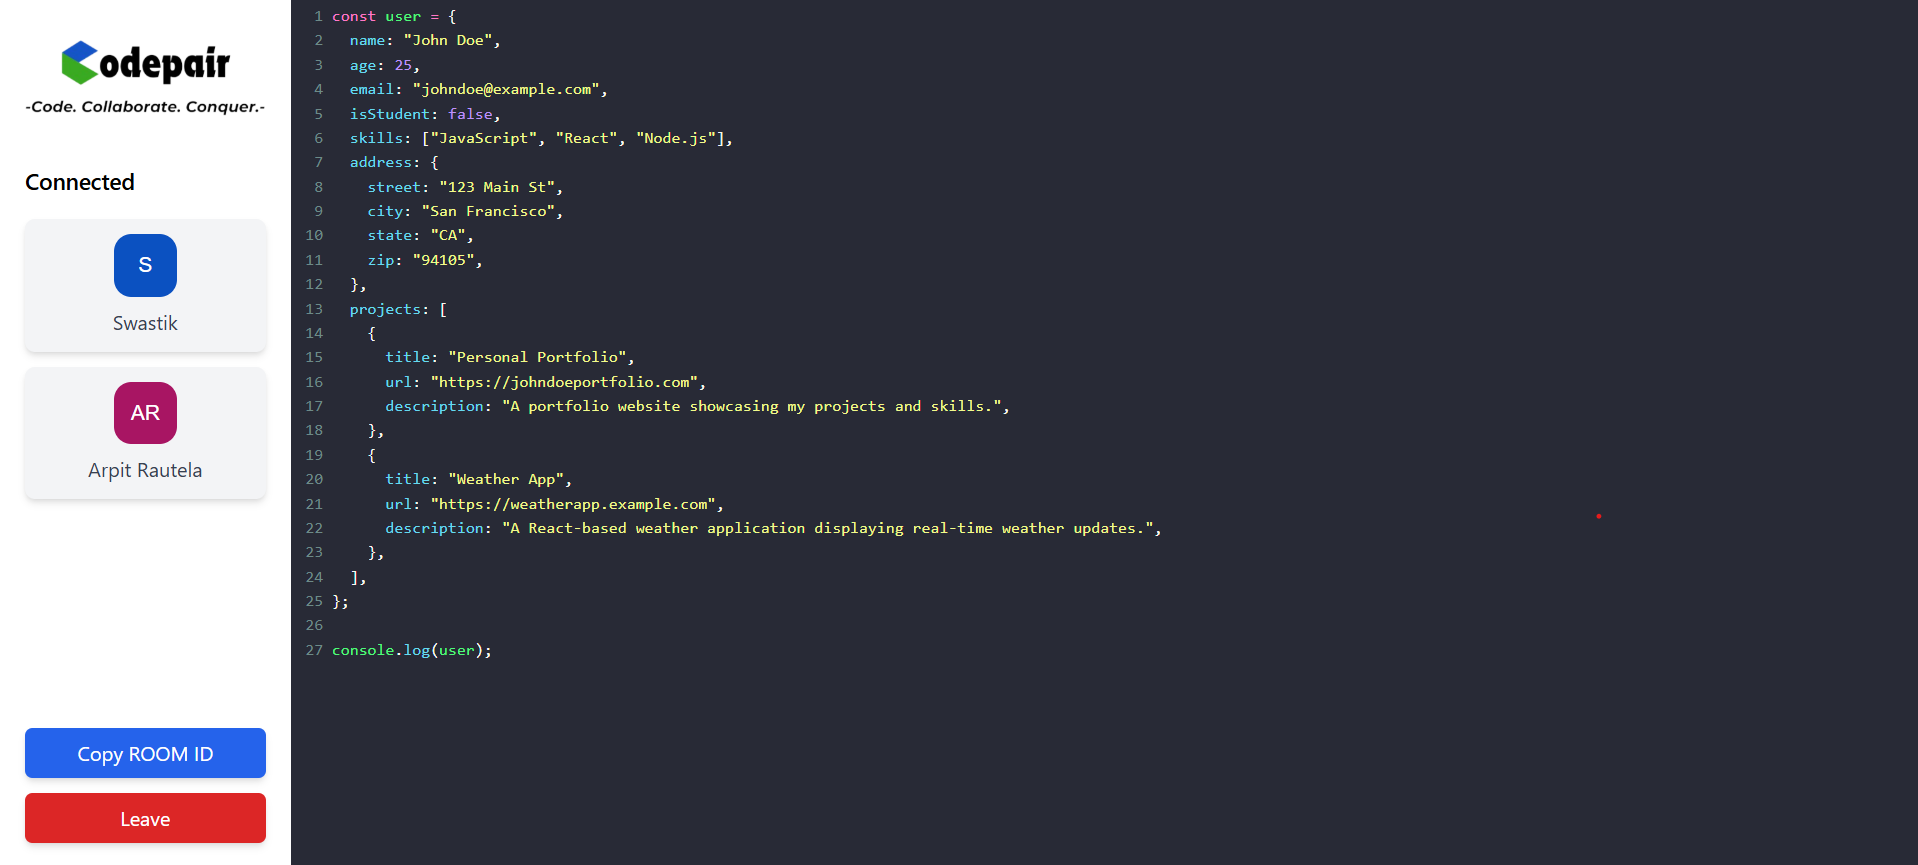 Codepair
-Code. Collaborate. Conquer.-
Connected
S
Swastik
AR
Arpit Rautela
Copy ROOM ID
Leave
1 const user = {
2   name: "John Doe",
3   age: 25,
4   email: "johndoe@example.com",
5   isStudent: false,
6   skills: ["JavaScript", "React", "Node.js"],
7   address: {
8     street: "123 Main St",
9     city: "San Francisco",
10     state: "CA",
11     zip: "94105",
12   },
13   projects: [
14     {
15       title: "Personal Portfolio",
16       url: "https://johndoeportfolio.com",
17       description: "A portfolio website showcasing my projects and skills.",
18     },
19     {
20       title: "Weather App",
21       url: "https://weatherapp.example.com",
22       description: "A React-based weather application displaying real-time weather updates.",
23     },
24   ],
25 };
26
27 console.log(user);